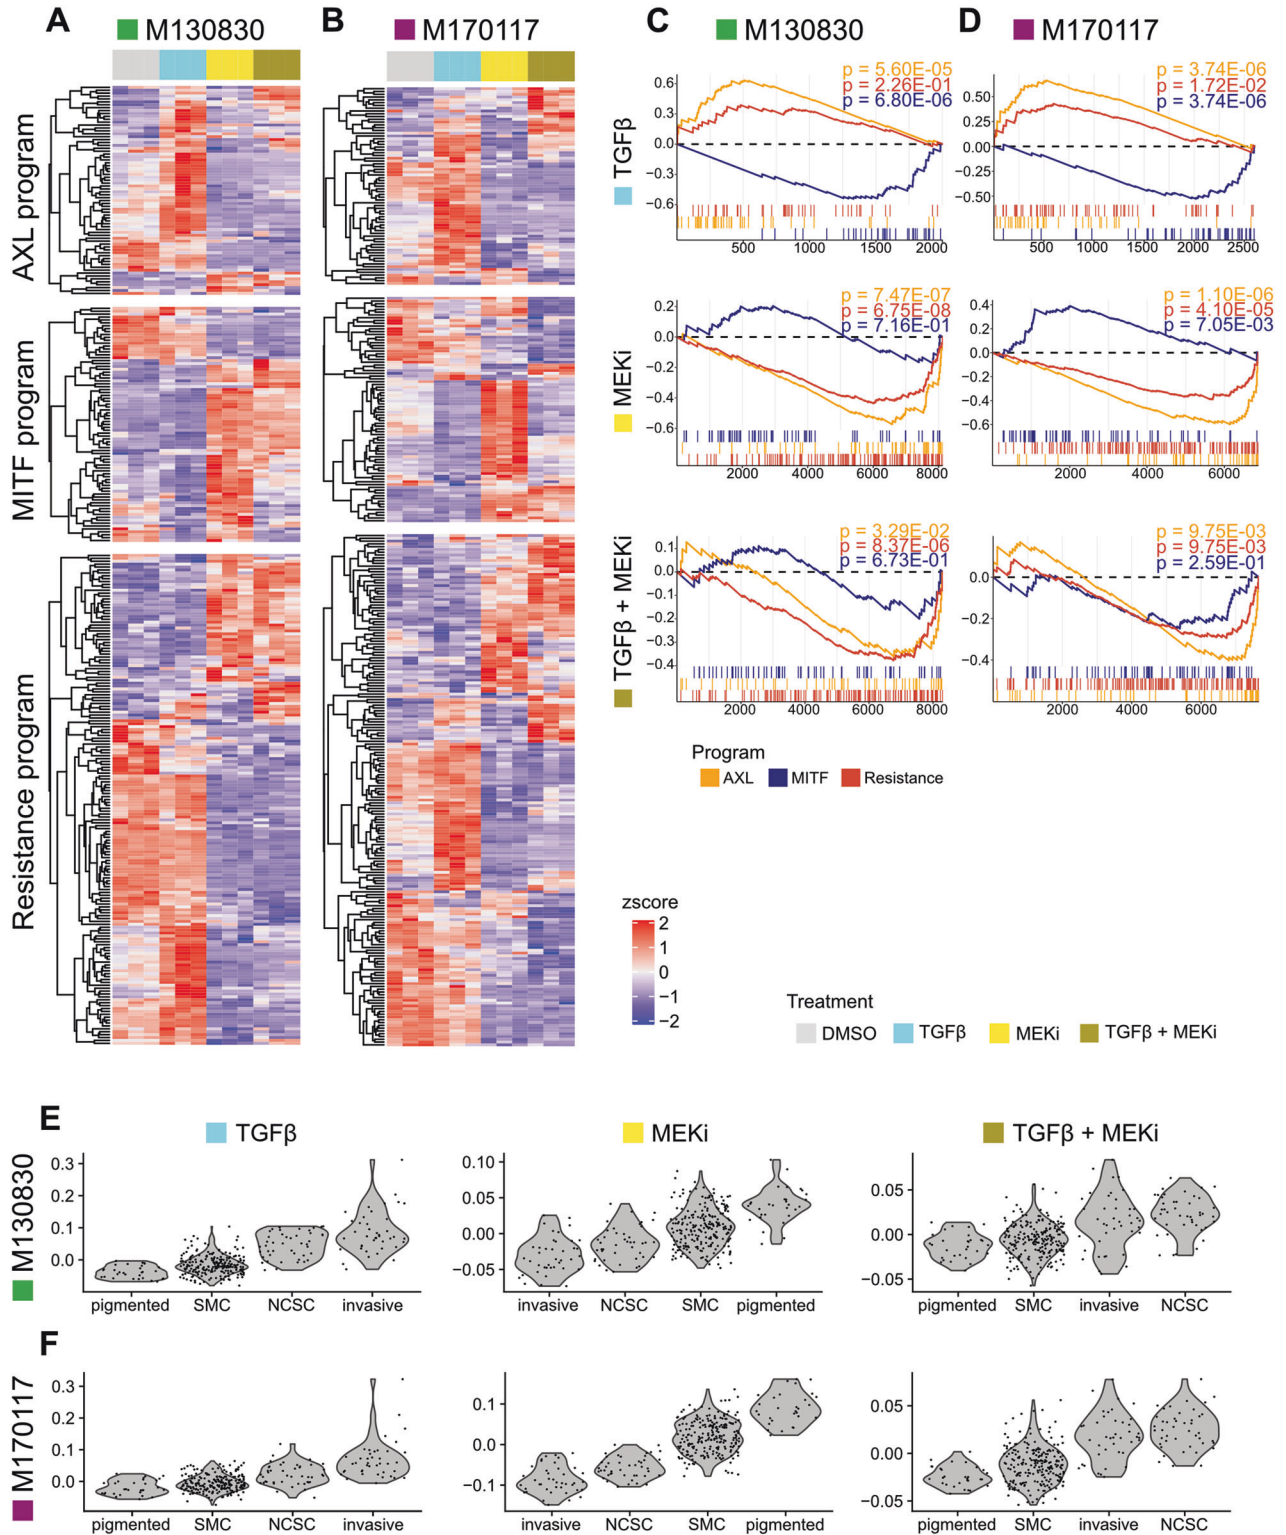 A
M130830
B
M170117
C
M130830
D
M170117
AXL program
MITF program
Resistance program
TGFβ
p = 5.60E-05
p = 2.26E-01
p = 6.80E-06
0.6
0.3
0.0
−0.3
−0.6
500
1000
1500
2000
p = 3.74E-06
p = 1.72E-02
p = 3.74E-06
0.50
0.25
0.00
−0.25
−0.50
500
1000
1500
2000
2500
MEKi
p = 7.47E-07
p = 6.75E-08
p = 7.16E-01
0.2
0.0
−0.2
−0.4
−0.6
2000
4000
6000
8000
p = 1.10E-06
p = 4.10E-05
p = 7.05E-03
0.4
0.2
0.0
−0.2
−0.4
−0.6
2000
4000
6000
TGFβ + MEKi
p = 3.29E-02
p = 8.37E-06
p = 6.73E-01
0.1
0.0
−0.1
−0.2
−0.3
−0.4
2000
4000
6000
8000
p = 9.75E-03
p = 9.75E-03
p = 2.59E-01
0.0
−0.2
−0.4
2000
4000
6000
Program
AXL
MITF
Resistance
zscore
2
1
0
−1
−2
Treatment
DMSO
TGFβ
MEKi
TGFβ + MEKi
E
TGFβ
MEKi
TGFβ + MEKi
M130830
0.3
0.2
0.1
0.0
pigmented
SMC
NCSC
invasive
0.10
0.05
0.00
−0.05
invasive
NCSC
SMC
pigmented
0.05
0.00
−0.05
pigmented
SMC
invasive
NCSC
F
M170117
0.3
0.2
0.1
0.0
pigmented
SMC
NCSC
invasive
0.1
0.0
−0.1
invasive
NCSC
SMC
pigmented
0.05
0.00
−0.05
pigmented
SMC
invasive
NCSC